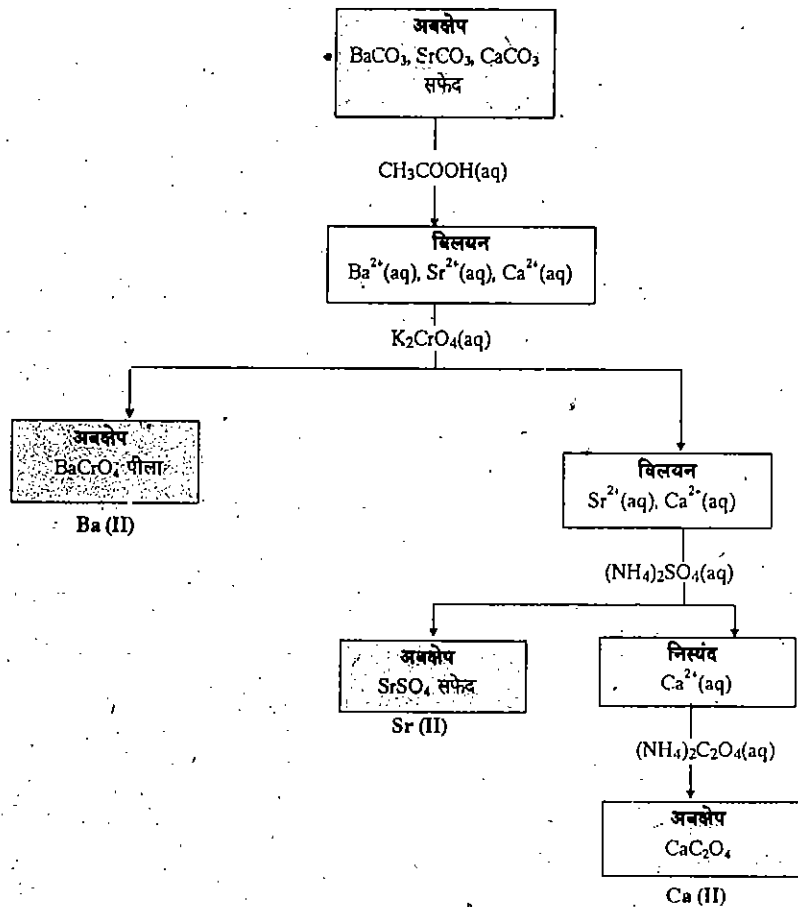 अवक्षेप
BaCO₃, SrCO₃, CaCO₃
सफेद
CH₃COOH(aq)
विलयन
Ba²⁺(aq), Sr²⁺(aq), Ca²⁺(aq)
K₂CrO₄(aq)
अवक्षेप
BaCrO₄ पीला
Ba (II)
विलयन
Sr²⁺(aq), Ca²⁺(aq)
(NH₄)₂SO₄(aq)
अवक्षेप
SrSO₄ सफेद
Sr (II)
निस्यंद
Ca²⁺(aq)
(NH₄)₂C₂O₄(aq)
अवक्षेप
CaC₂O₄
Ca (II)